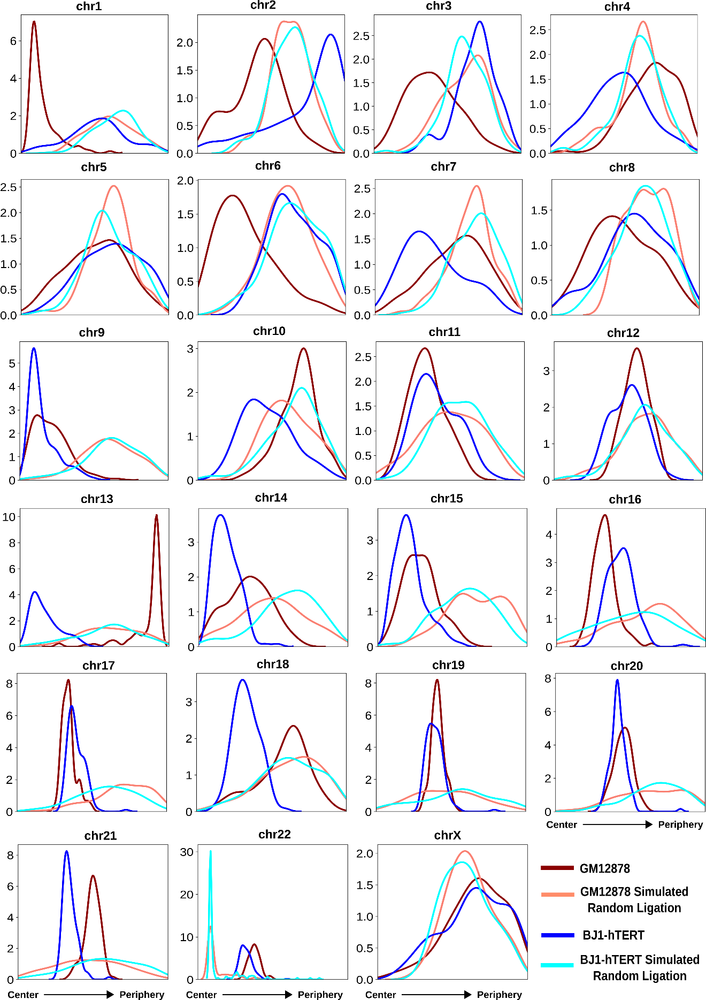 chr1 chr2 chr3 chr4
6 4 2 0
2.0 1.5 1.0 0.5 0.0
2.5 2.0 1.5 1.0 0.5 0.0
2.5 2.0 1.5 1.0 0.5 0.0
chr5 chr6 chr7 chr8
2.5 2.0 1.5 1.0 0.5 0.0
2.0 1.5 1.0 0.5 0.0
2.5 2.0 1.5 1.0 0.5 0.0
1.5 1.0 0.5 0.0
chr9 chr10 chr11 chr12
5 4 3 2 1 0
3 2 1 0
2.5 2.0 1.5 1.0 0.5 0.0
3 2 1 0
chr13 chr14 chr15 chr16
10 8 6 4 2 0
3 2 1 0
3 2 1 0
4 3 2 1 0
chr17 chr18 chr19 chr20
8 6 4 2 0
3 2 1 0
8 6 4 2 0
8 6 4 2 0
Center Periphery
chr21 chr22 chrX
8 6 4 2 0
30 20 10 0
2.0 1.5 1.0 0.5 0.0
Center Periphery
Center Periphery
Center Periphery
GM12878
GM12878 Simulated
Random Ligation
BJ1-hTERT
BJ1-hTERT Simulated
Random Ligation